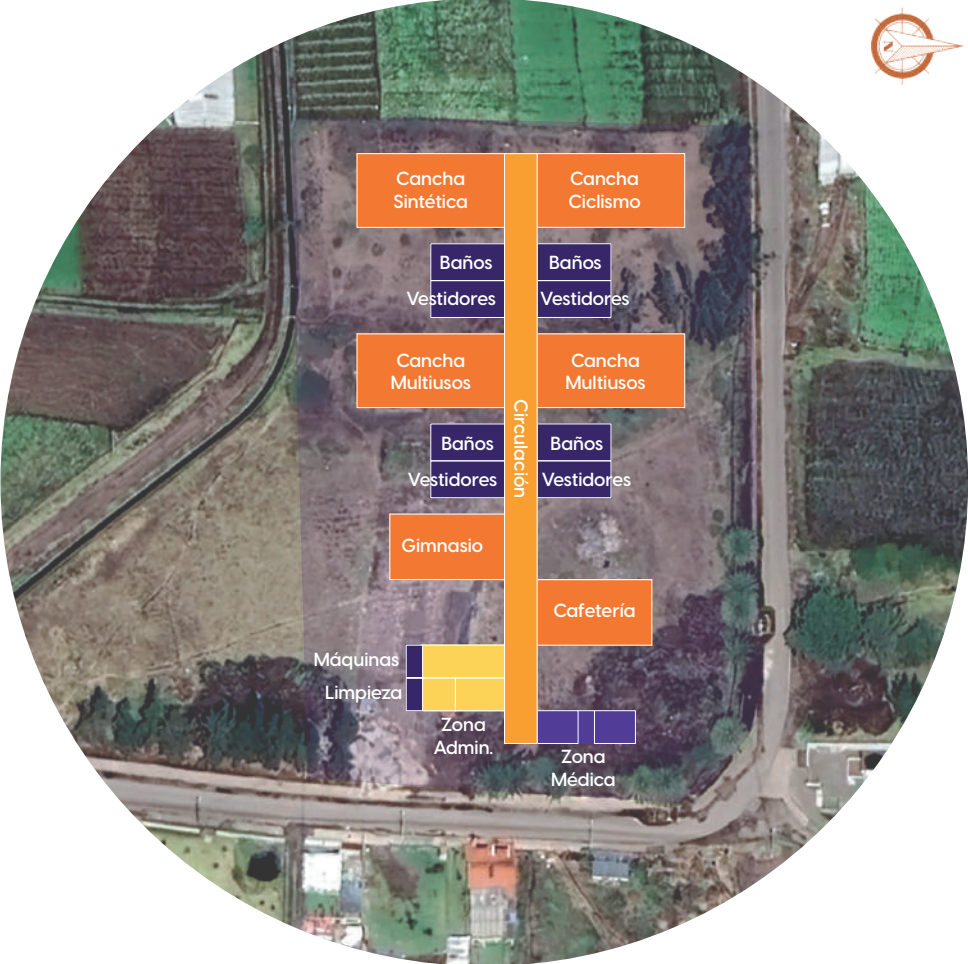 N
Cancha
Sintética
Cancha
Ciclismo
Baños
Baños
Vestidores
Vestidores
Cancha
Multiusos
Cancha
Multiusos
Circulación
Baños
Baños
Vestidores
Vestidores
Gimnasio
Cafetería
Máquinas
Limpieza
Zona
Admin.
Zona
Médica